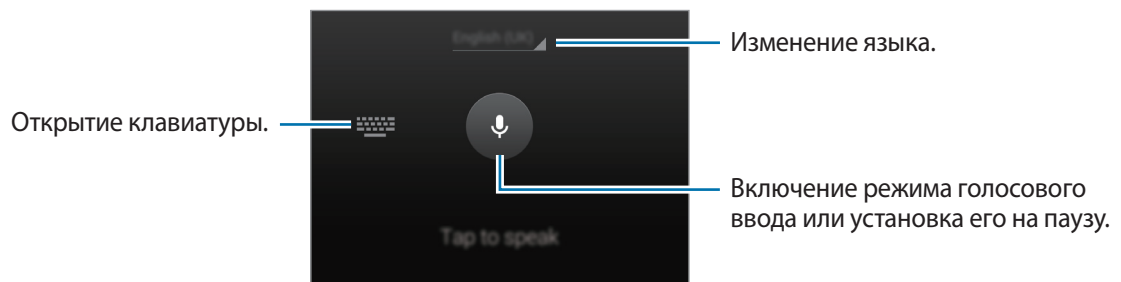 English (UK)
Изменение языка.
Открытие клавиатуры.
Включение режима голосового
ввода или установка его на паузу.
Tap to speak